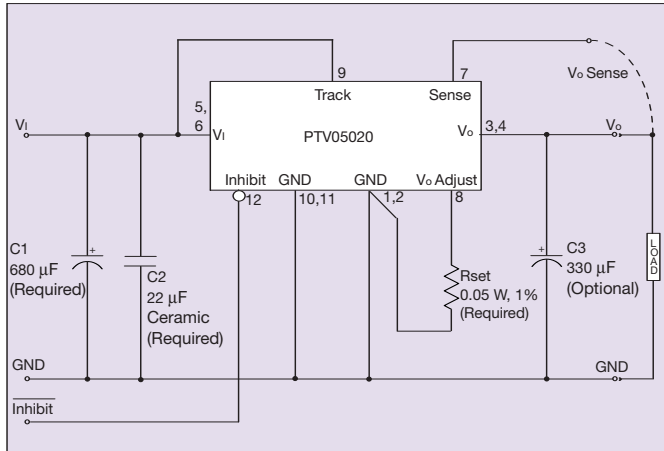 9
7
Track
Sense
Vo Sense
5,
6
VI
VI
PTV05020
Vo
3,4
Vo
Inhibit
GND
GND
Vo Adjust
12
10,11
1,2
8
C1
680 µF
(Required)
+
C2
22 µF
Ceramic
(Required)
Rset
0.05 W, 1%
(Required)
+
C3
330 µF
(Optional)
LOAD
GND
GND
Inhibit